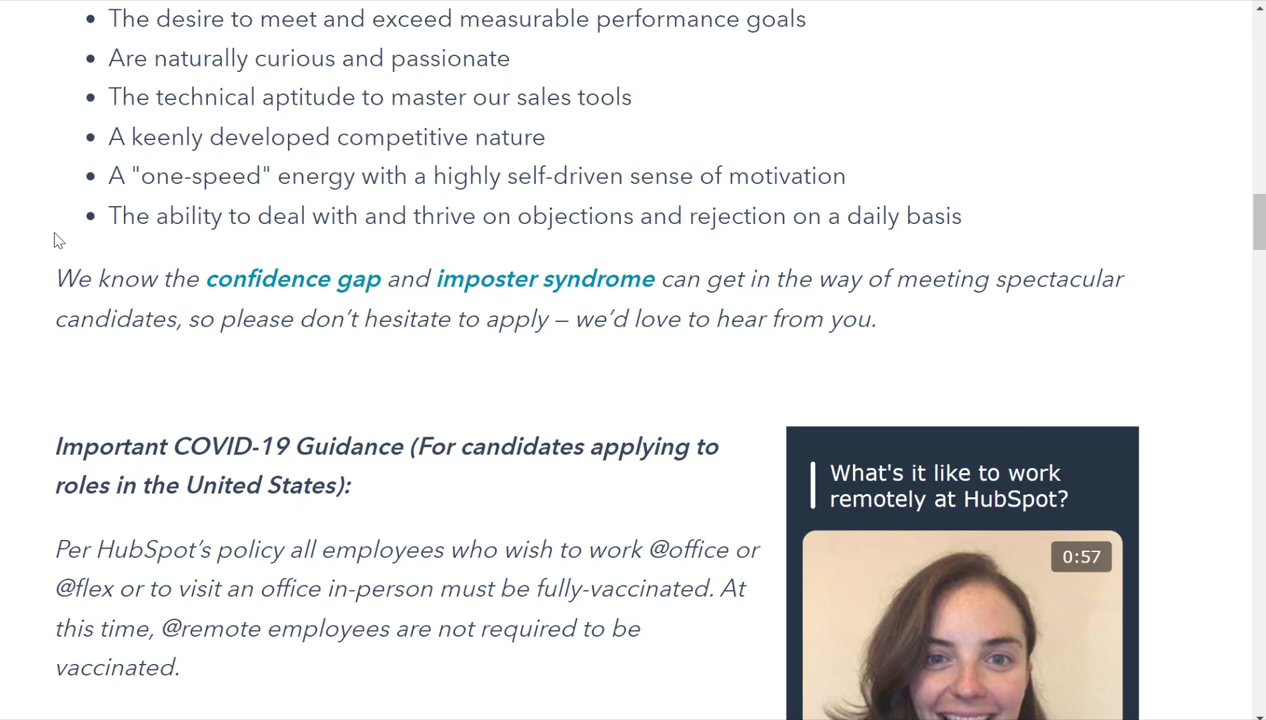 The desire to meet and exceed measurable performance goals
Are naturally curious and passionate
The technical aptitude to master our sales tools
A keenly developed competitive nature
A "one-speed" energy with a highly self-driven sense of motivation
The ability to deal with and thrive on objections and rejection on a daily basis
We know the confidence gap and imposter syndrome can get in the way of meeting spectacular
candidates, so please don’t hesitate to apply — we’d love to hear from you.
Important COVID-19 Guidance (For candidates applying to
roles in the United States):
Per HubSpot’s policy all employees who wish to work @office or
@flex or to visit an office in-person must be fully-vaccinated. At
this time, @remote employees are not required to be
vaccinated.
What's it like to work
remotely at HubSpot?
0:57